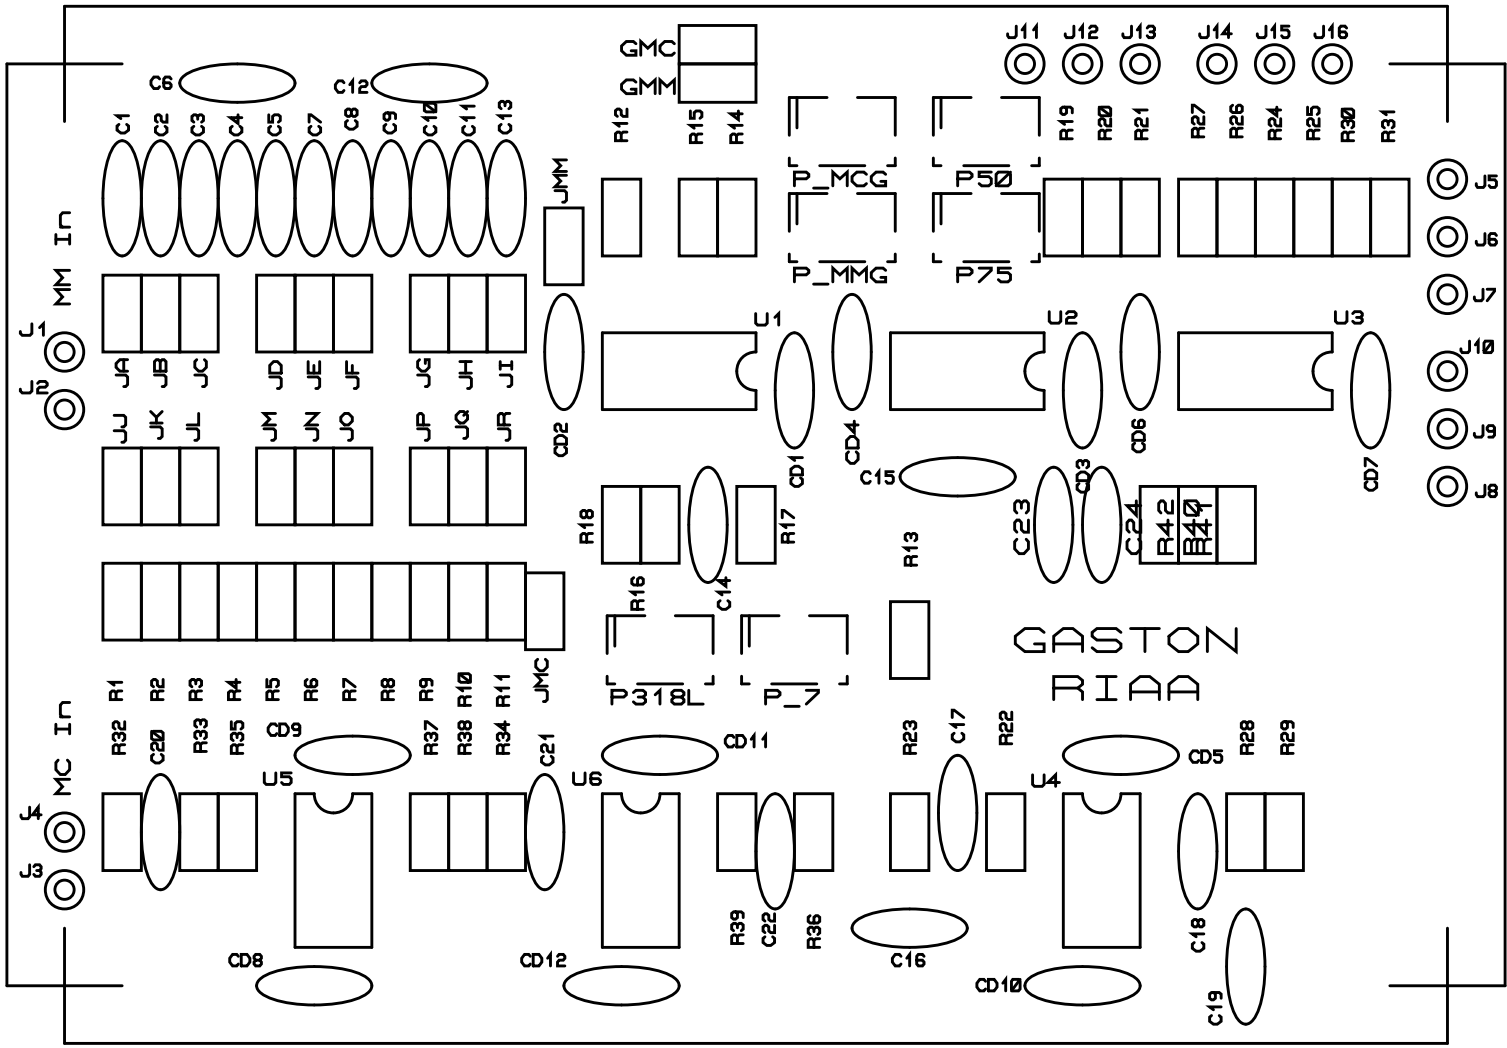 J11 J12 J13 J14 J15 J16
GMC
C6 C12
GMM
C1 C2 C3 C4 C5 C7 C8 C9 C10 C11 C13
R12 R15 R14
R19 R20 R21 R27 R26 R24 R25 R30 R31
JMM
P_MCG P50
J5
MM In
J6
P_MMG P75
J7
J1
U1 U2 U3
J10
J2
JA JB JC JD JE JF JG JH JI
JJ JK JL JM JN JO JP JQ JR
CD2 CD1 CD4 CD3 CD6 CD7
J9
C15
J8
R18 R17 R13 C23 C24 R42 R40 R41
R16 C14
GASTON
RIAA
JMC
P318L P_7
R1 R2 R3 R4 R5 R6 R7 R8 R9 R10 R11
R32 C20 R33 R35 CD9 R37 R38 R34 C21 CD11 R23 C17 R22 CD5 R28 R29
MC In
U5 U6 U4
J4
J3
R39 C22 R36 C18
CD8 CD12 C16 CD10
C19